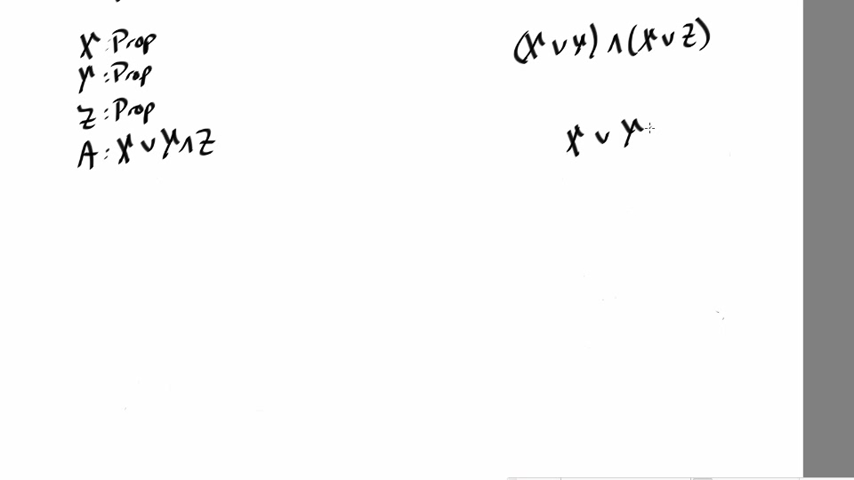 x : Prop
y : Prop
z : Prop
A : x ∨ y ∧ z
(x ∨ y) ∧ (x ∨ z)
x ∨ y